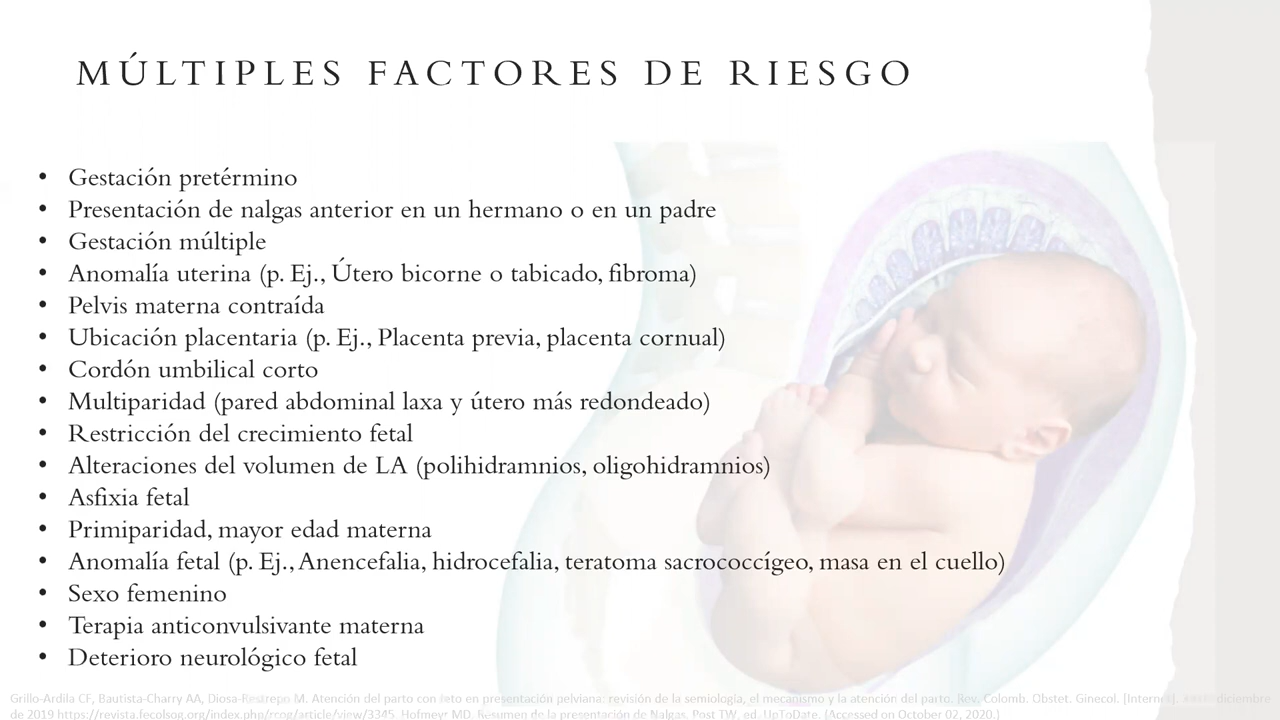 MÚLTIPLES FACTORES DE RIESGO
• Gestación pretérmino
• Presentación de nalgas anterior en un hermano o en un padre
• Gestación múltiple
• Anomalía uterina (p. Ej., Útero bicorne o tabicado, fibroma)
• Pelvis materna contraída
• Ubicación placentaria (p. Ej., Placenta previa, placenta cornual)
• Cordón umbilical corto
• Multiparidad (pared abdominal laxa y útero más redondeado)
• Restricción del crecimiento fetal
• Alteraciones del volumen de LA (polihidramnios, oligohidramnios)
• Asfixia fetal
• Primiparidad, mayor edad materna
• Anomalía fetal (p. Ej., Anencefalia, hidrocefalia, teratoma sacrococcígeo, masa en el cuello)
• Sexo femenino
• Terapia anticonvulsivante materna
• Deterioro neurológico fetal
Grillo-Ardila CF, Bautista-Charry AA, Diosa-Restrepo M. Atención del parto con feto en presentación pelviana: revisión de la semiología, el mecanismo y la atención del parto. Rev. Colomb. Obstet. Ginecol. [Internet]. diciembre
de 2019 https://revista.fecolsog.org/index.php/rcog/article/view/3345. Hofmeyr MD. Resumen de la presentación de Nalgas. Post TW, ed. UpToDate. (Accessed on October 02, 2020.)